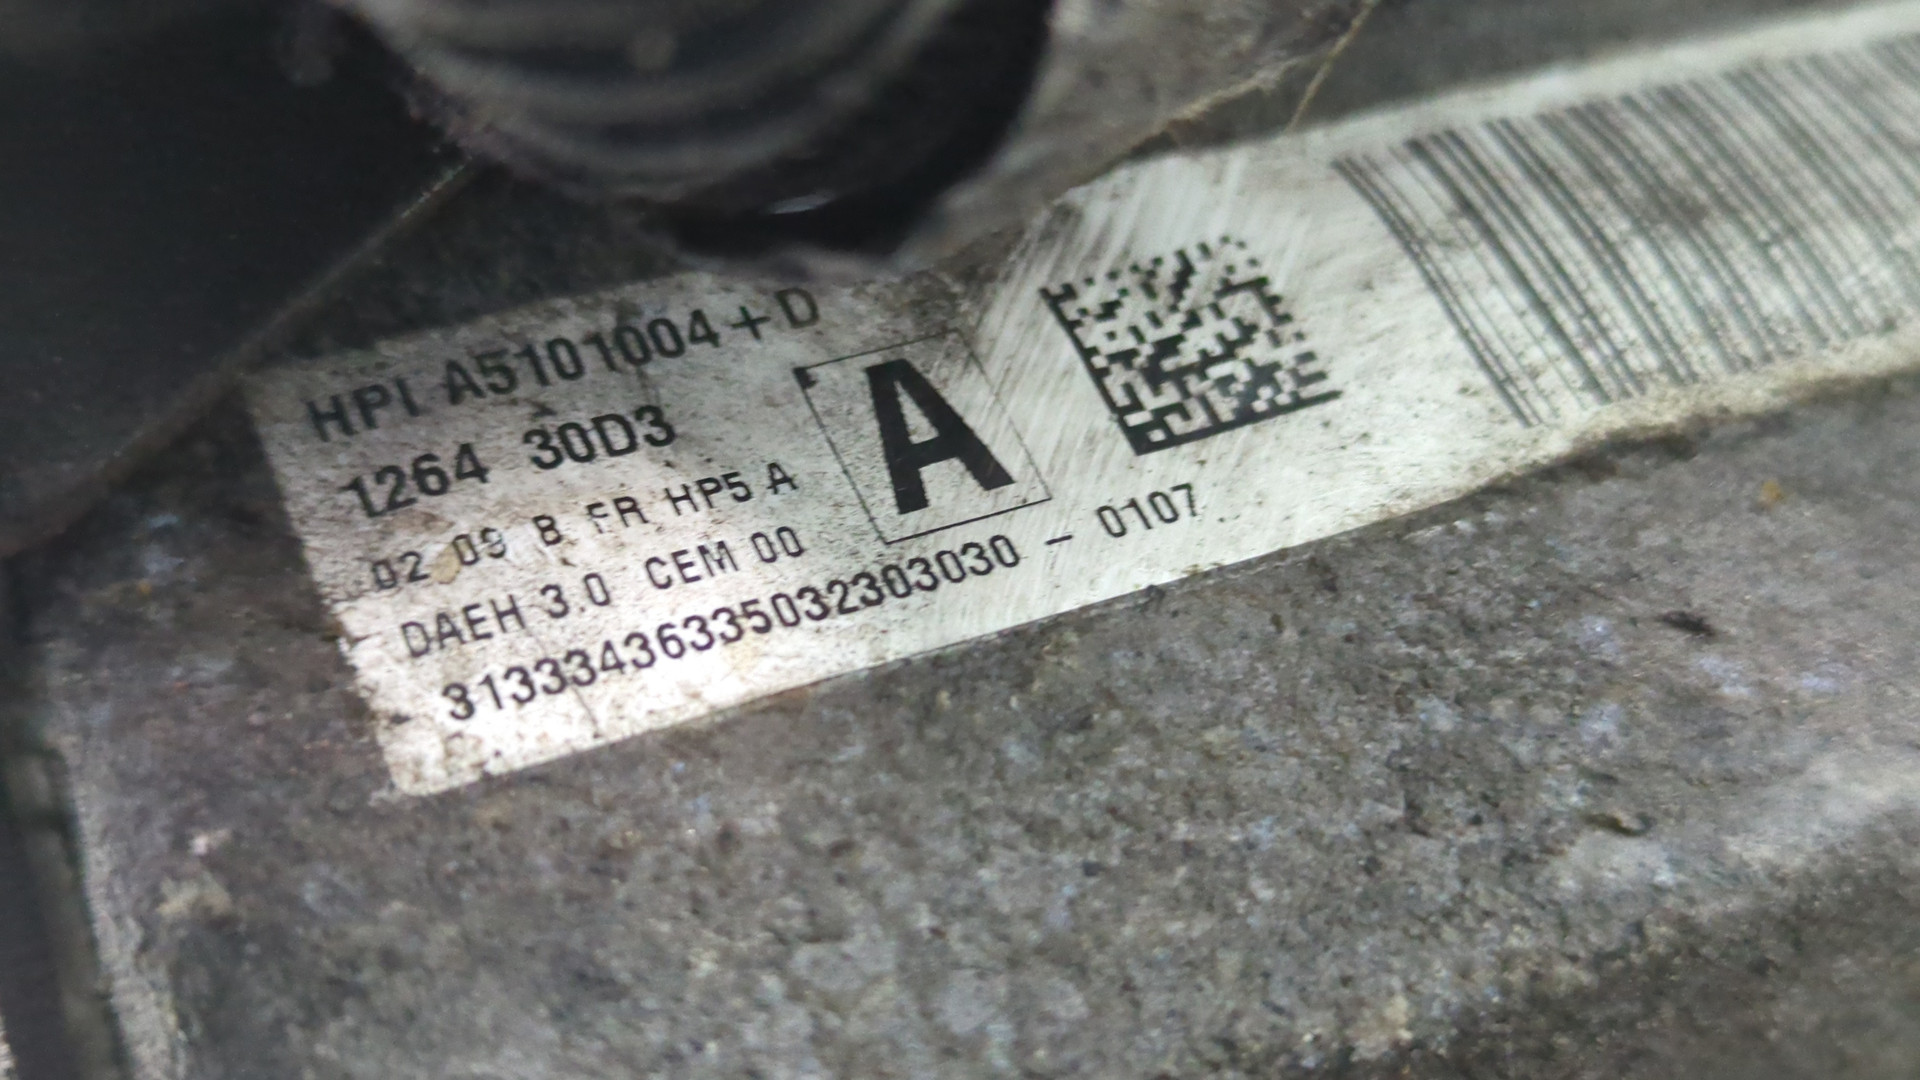 HPI A5101004+D
1264 30D3
02 09 B FR HP5 A
DAEH 3.0 CEM 00
31333436335032303030 - 0107
A